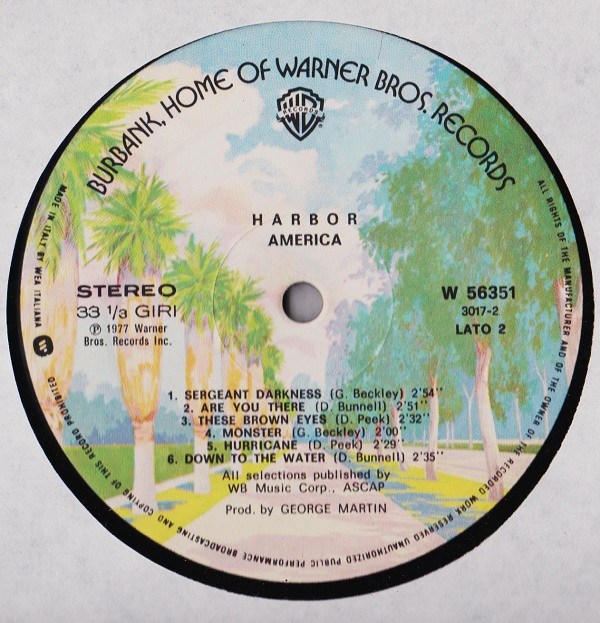 BURBANK, HOME OF WARNER BROS. RECORDS
WB
RECORDS
HARBOR
AMERICA
STEREO
33 1/3 GIRI
℗ 1977 Warner
Bros. Records Inc.
W 56351
3017-2
LATO 2
1. SERGEANT DARKNESS (G. Beckley) 2'54''
2. ARE YOU THERE (D. Bunnell) 2'51''
3. THESE BROWN EYES (D. Peek) 2'32''
4. MONSTER (G. Beckley) 2'00''
5. HURRICANE (D. Peek) 2'29''
6. DOWN TO THE WATER (D. Bunnell) 2'35''
All selections published by
WB Music Corp., ASCAP
Prod. by GEORGE MARTIN
MADE IN ITALY BY WEA ITALIANA
ALL RIGHTS OF THE MANUFACTURER AND OF THE OWNER OF THE RECORDED WORK RESERVED UNAUTHORIZED PUBLIC PERFORMANCE BROADCASTING AND COPYING OF THIS RECORD PROHIBITED